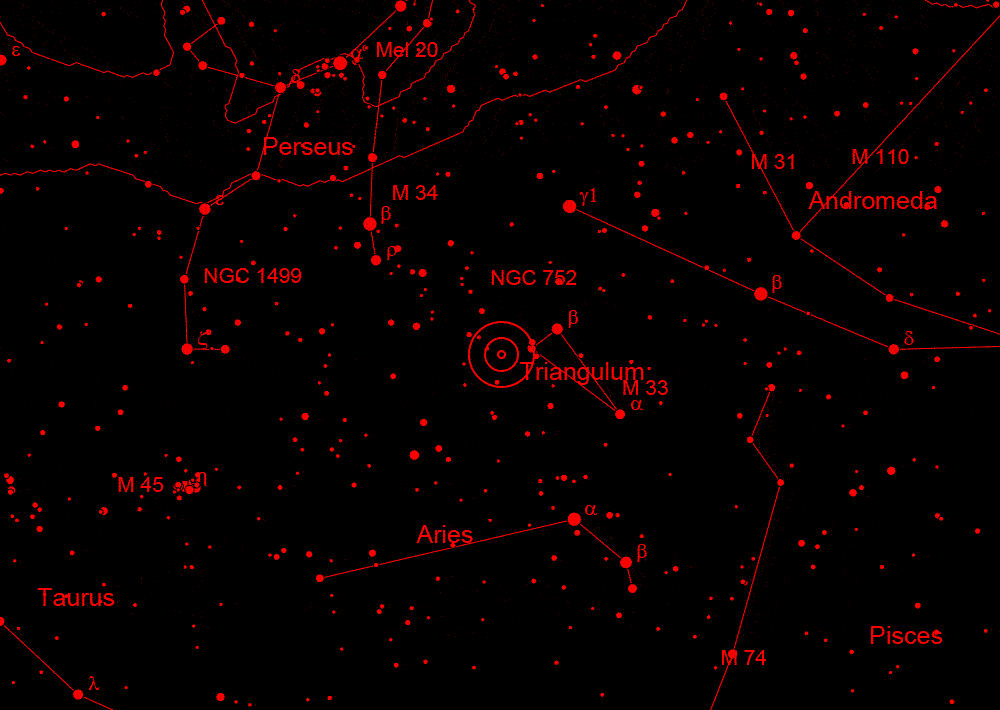 ε
Mel 20
α
δ
Perseus
M 31
M 110
M 34
γ1
Andromeda
ε
β
ρ
NGC 1499
NGC 752
β
β
ζ
δ
Triangulum
M 33
α
M 45
η
α
Aries
β
Taurus
Pisces
M 74
λ